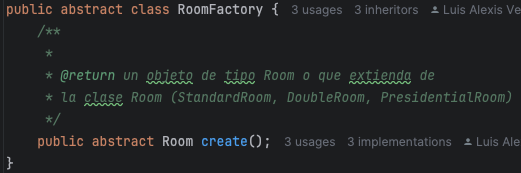 public abstract class RoomFactory { 3 usages 3 inheritors Luis Alexis Ve
/**
*
* @return un objeto de tipo Room o que extienda de
* la clase Room (StandardRoom, DoubleRoom, PresidentialRoom)
*/
public abstract Room create(); 3 usages 3 implementations Luis Ale
}